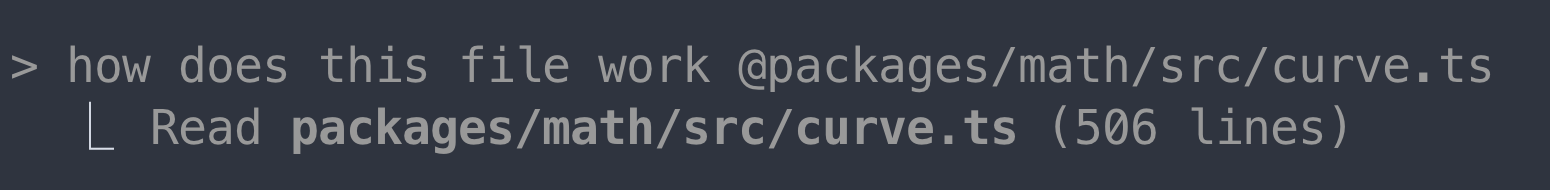 > how does this file work @packages/math/src/curve.ts
⎿ Read packages/math/src/curve.ts (506 lines)